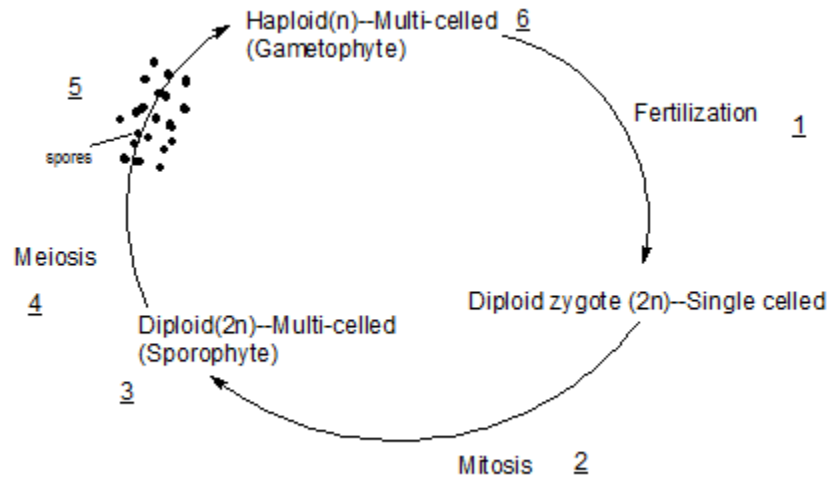 Haploid(n)--Multi-celled 6
(Gametophyte)
5
Fertilization 1
spores
Meiosis
4
Diploid zygote (2n)--Single celled
Diploid(2n)--Multi-celled
(Sporophyte)
3
Mitosis 2